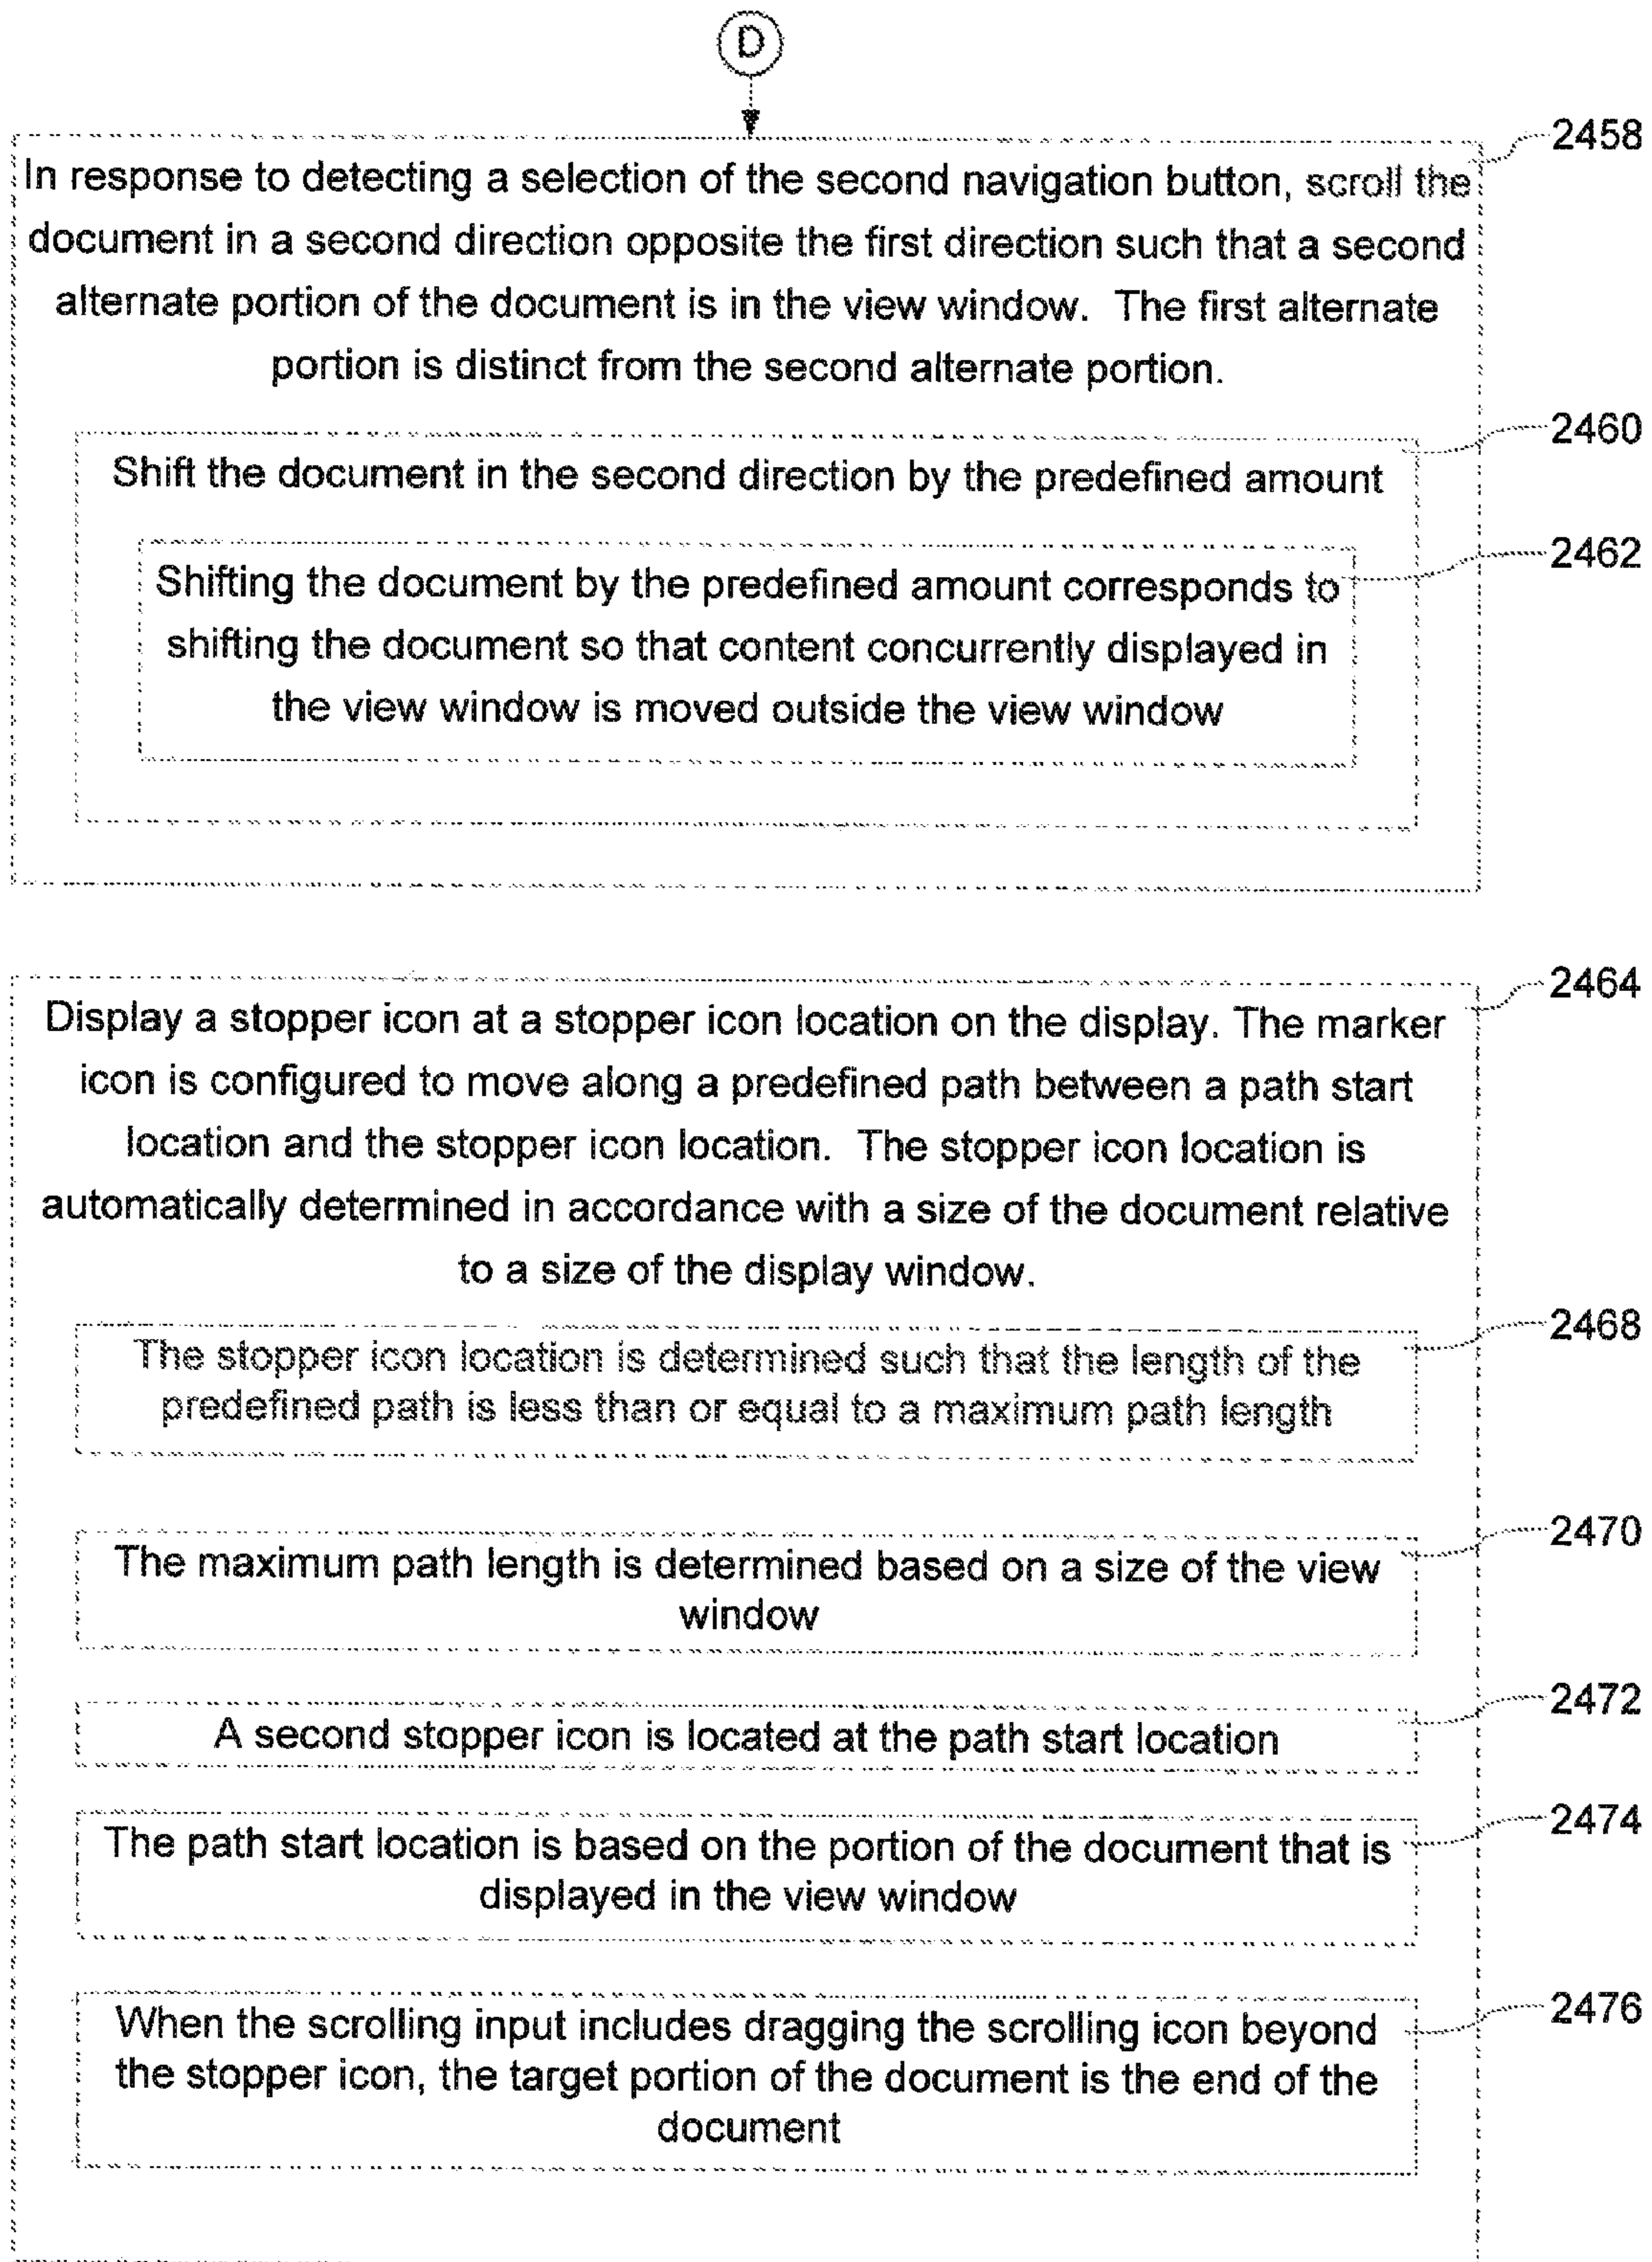 D
2458
In response to detecting a selection of the second navigation button, scroll the
document in a second direction opposite the first direction such that a second
alternate portion of the document is in the view window. The first alternate
portion is distinct from the second alternate portion.
2460
Shift the document in the second direction by the predefined amount
2462
Shifting the document by the predefined amount corresponds to
shifting the document so that content concurrently displayed in
the view window is moved outside the view window
2464
Display a stopper icon at a stopper icon location on the display. The marker
icon is configured to move along a predefined path between a path start
location and the stopper icon location. The stopper icon location is
automatically determined in accordance with a size of the document relative
to a size of the display window.
2468
The stopper icon location is determined such that the length of the
predefined path is less than or equal to a maximum path length
2470
The maximum path length is determined based on a size of the view
window
2472
A second stopper icon is located at the path start location
2474
The path start location is based on the portion of the document that is
displayed in the view window
2476
When the scrolling input includes dragging the scrolling icon beyond
the stopper icon, the target portion of the document is the end of the
document